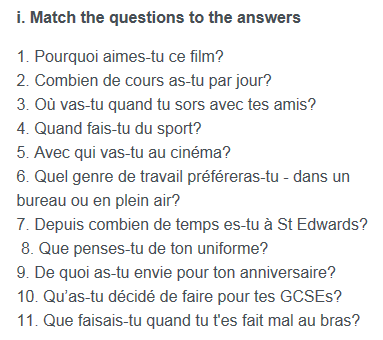 i. Match the questions to the answers
1. Pourquoi aimes-tu ce film?
2. Combien de cours as-tu par jour?
3. Où vas-tu quand tu sors avec tes amis?
4. Quand fais-tu du sport?
5. Avec qui vas-tu au cinéma?
6. Quel genre de travail préféreras-tu - dans un
bureau ou en plein air?
7. Depuis combien de temps es-tu à St Edwards?
8. Que penses-tu de ton uniforme?
9. De quoi as-tu envie pour ton anniversaire?
10. Qu’as-tu décidé de faire pour tes GCSEs?
11. Que faisais-tu quand tu t'es fait mal au bras?